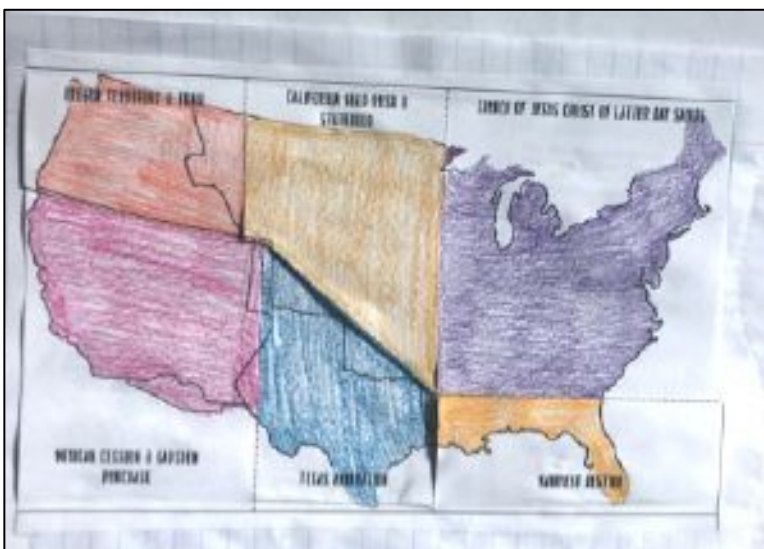 OREGON TERRITORY & TRAIL
CALIFORNIA GOLD RUSH &
STATEHOOD
CHURCH OF JESUS CHRIST OF LATTER DAY SAINTS
MEXICAN CESSION & GADSDEN
PURCHASE
TEXAS ANNEXATION
MANIFEST DESTINY